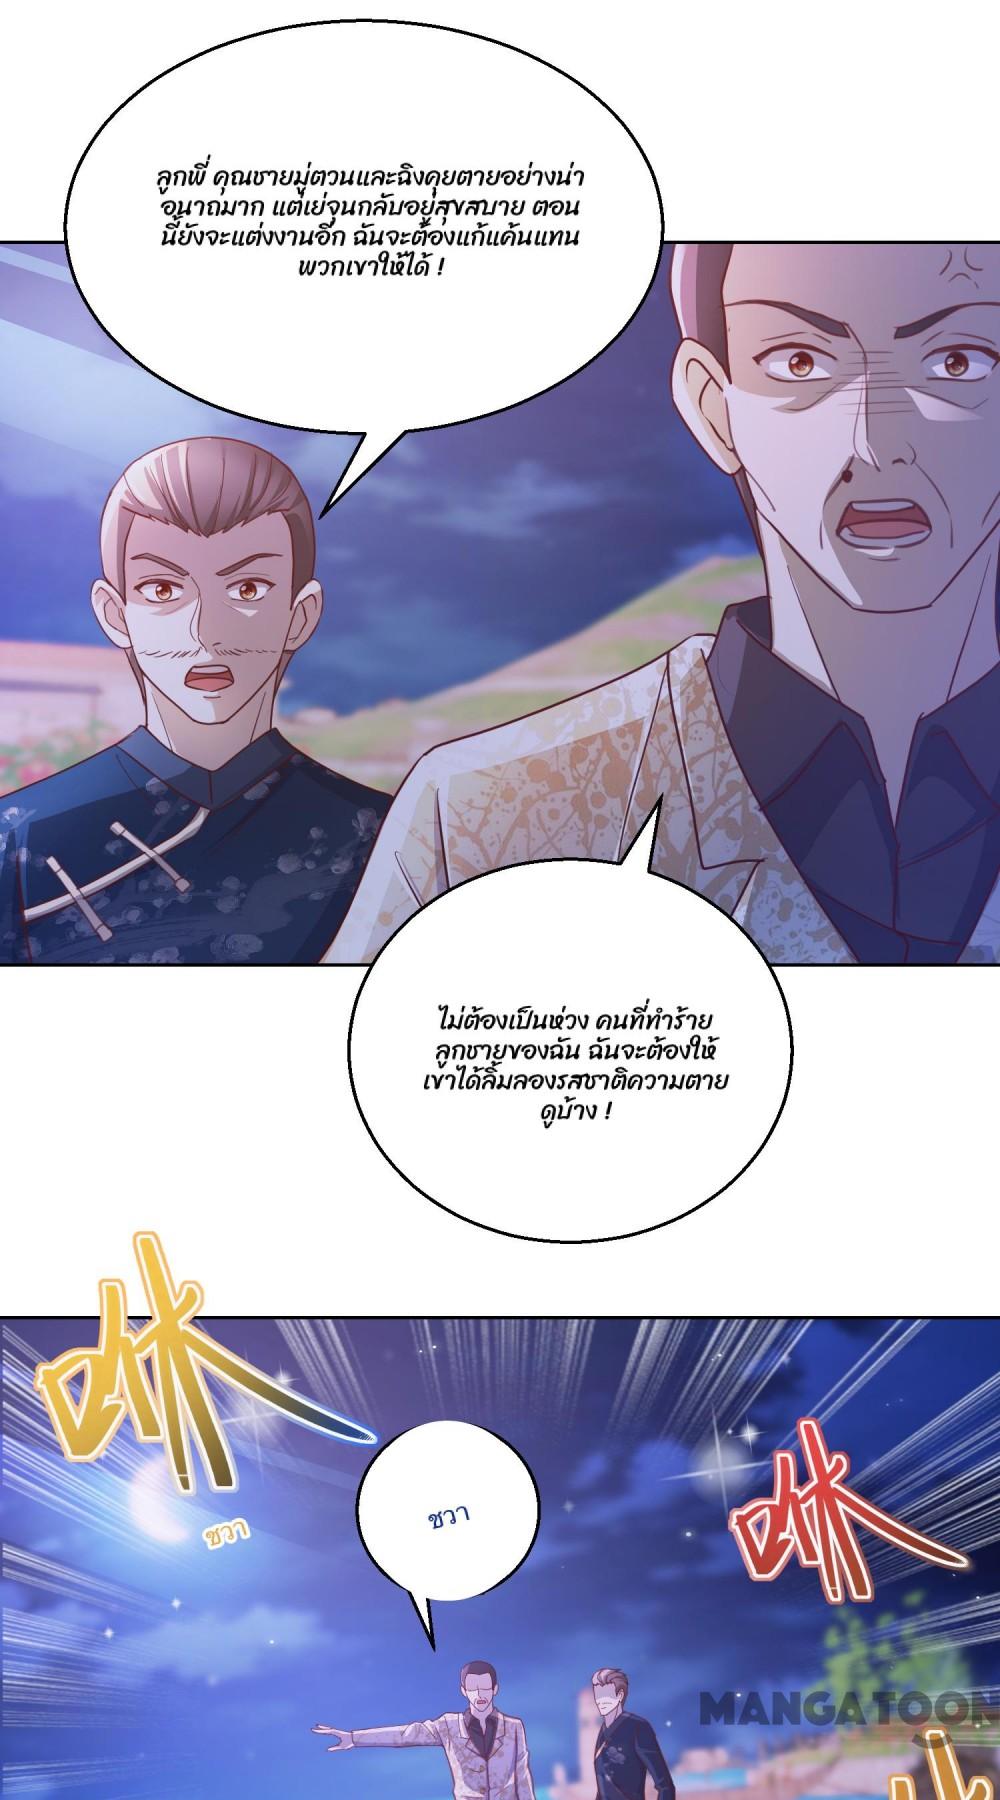 ลูกพี่ คุณชายมู่ตวนและฉิงคุยตายอย่างน่า
อนาถมาก แต่เย่จุนกลับอยู่สุขสบาย ตอน
นี้ยังจะแต่งงานอีก ฉันจะต้องแก้แค้นแทน
พวกเขาให้ได้ !
ไม่ต้องเป็นห่วง คนที่ทำร้าย
ลูกชายของฉัน ฉันจะต้องให้
เขาได้ลิ้มลองรสชาติความตาย
ดูบ้าง !
咻
ชวา
ชวา
咻
MANGATOON